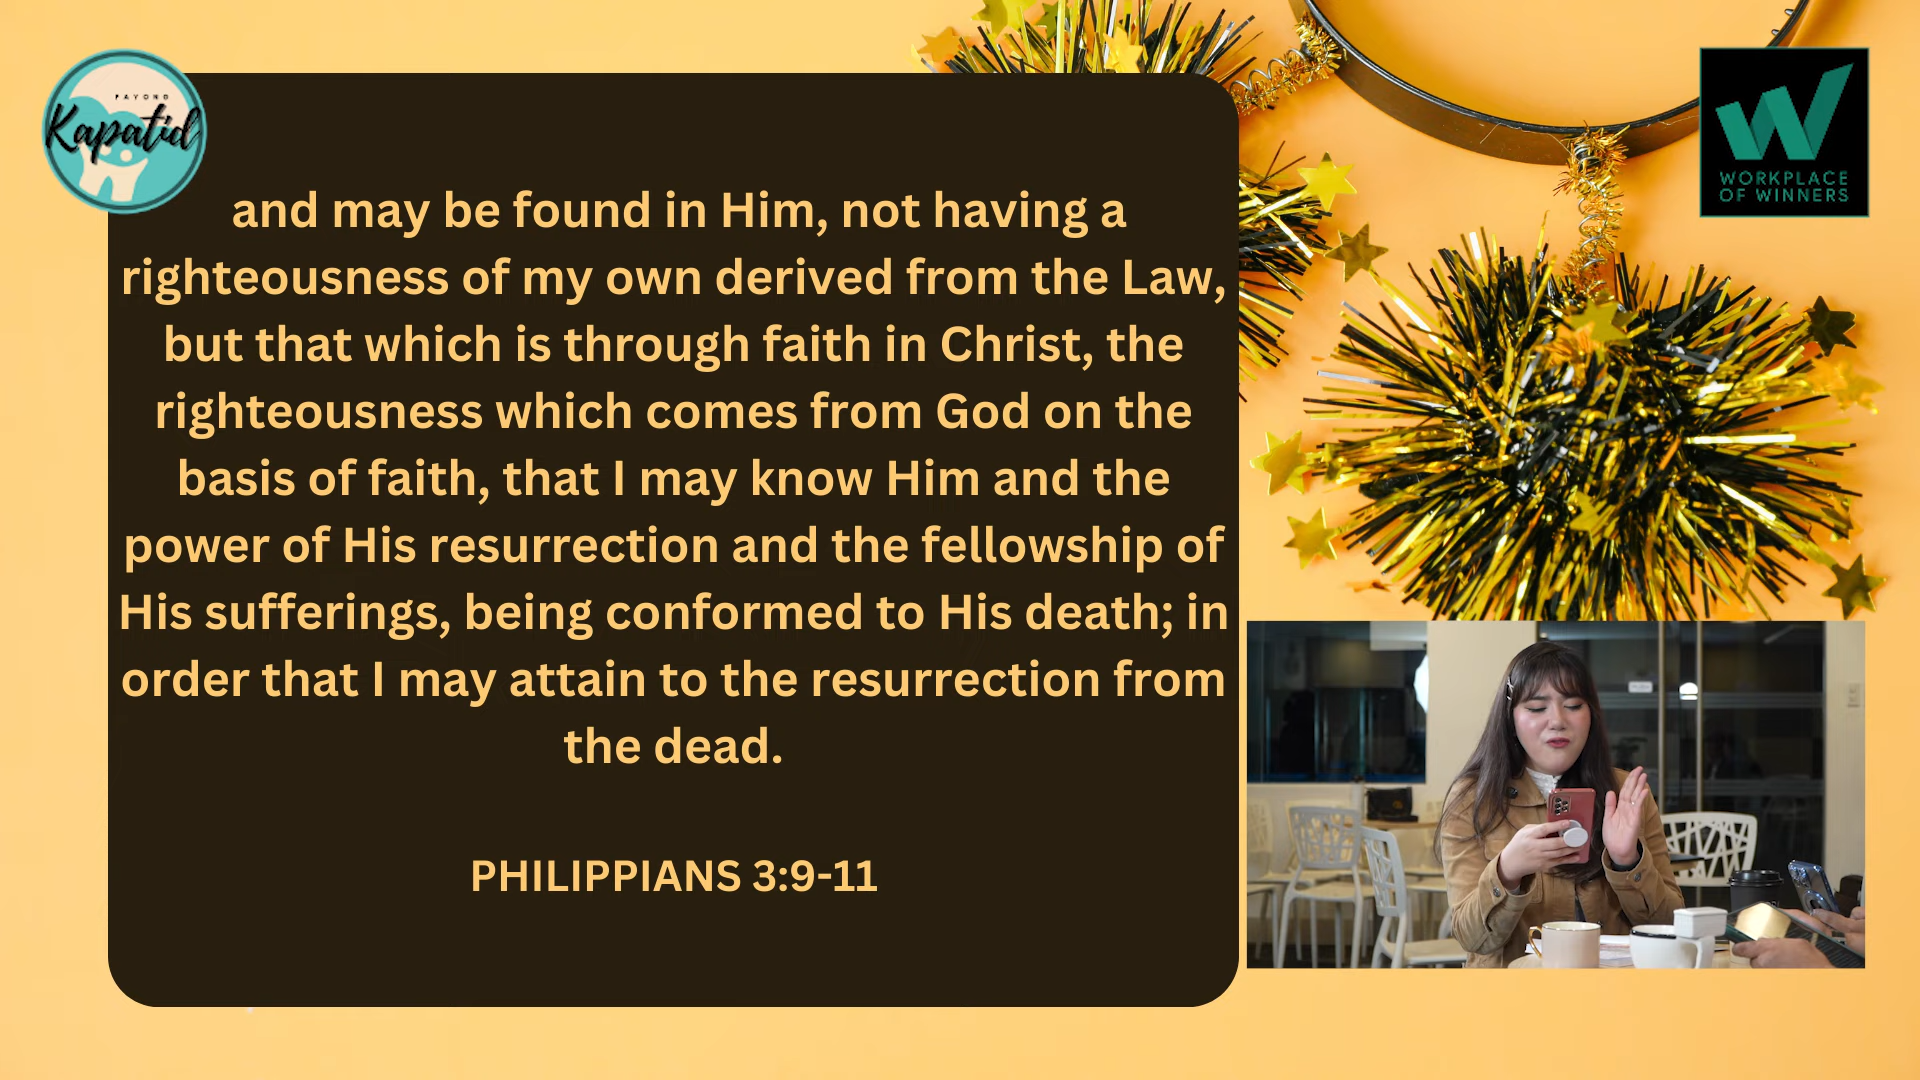 PAYONG
Kapatid
and may be found in Him, not having a
righteousness of my own derived from the Law,
but that which is through faith in Christ, the
righteousness which comes from God on the
basis of faith, that I may know Him and the
power of His resurrection and the fellowship of
His sufferings, being conformed to His death; in
order that I may attain to the resurrection from
the dead.
PHILIPPIANS 3:9-11
W
WORKPLACE
OF WINNERS